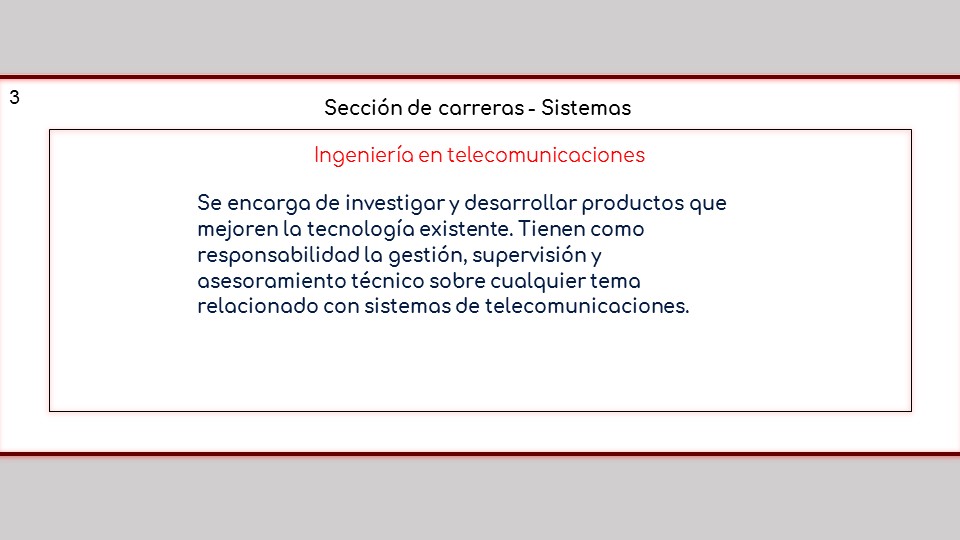 3
Sección de carreras - Sistemas
Ingeniería en telecomunicaciones
Se encarga de investigar y desarrollar productos que
mejoren la tecnología existente. Tienen como
responsabilidad la gestión, supervisión y
asesoramiento técnico sobre cualquier tema
relacionado con sistemas de telecomunicaciones.